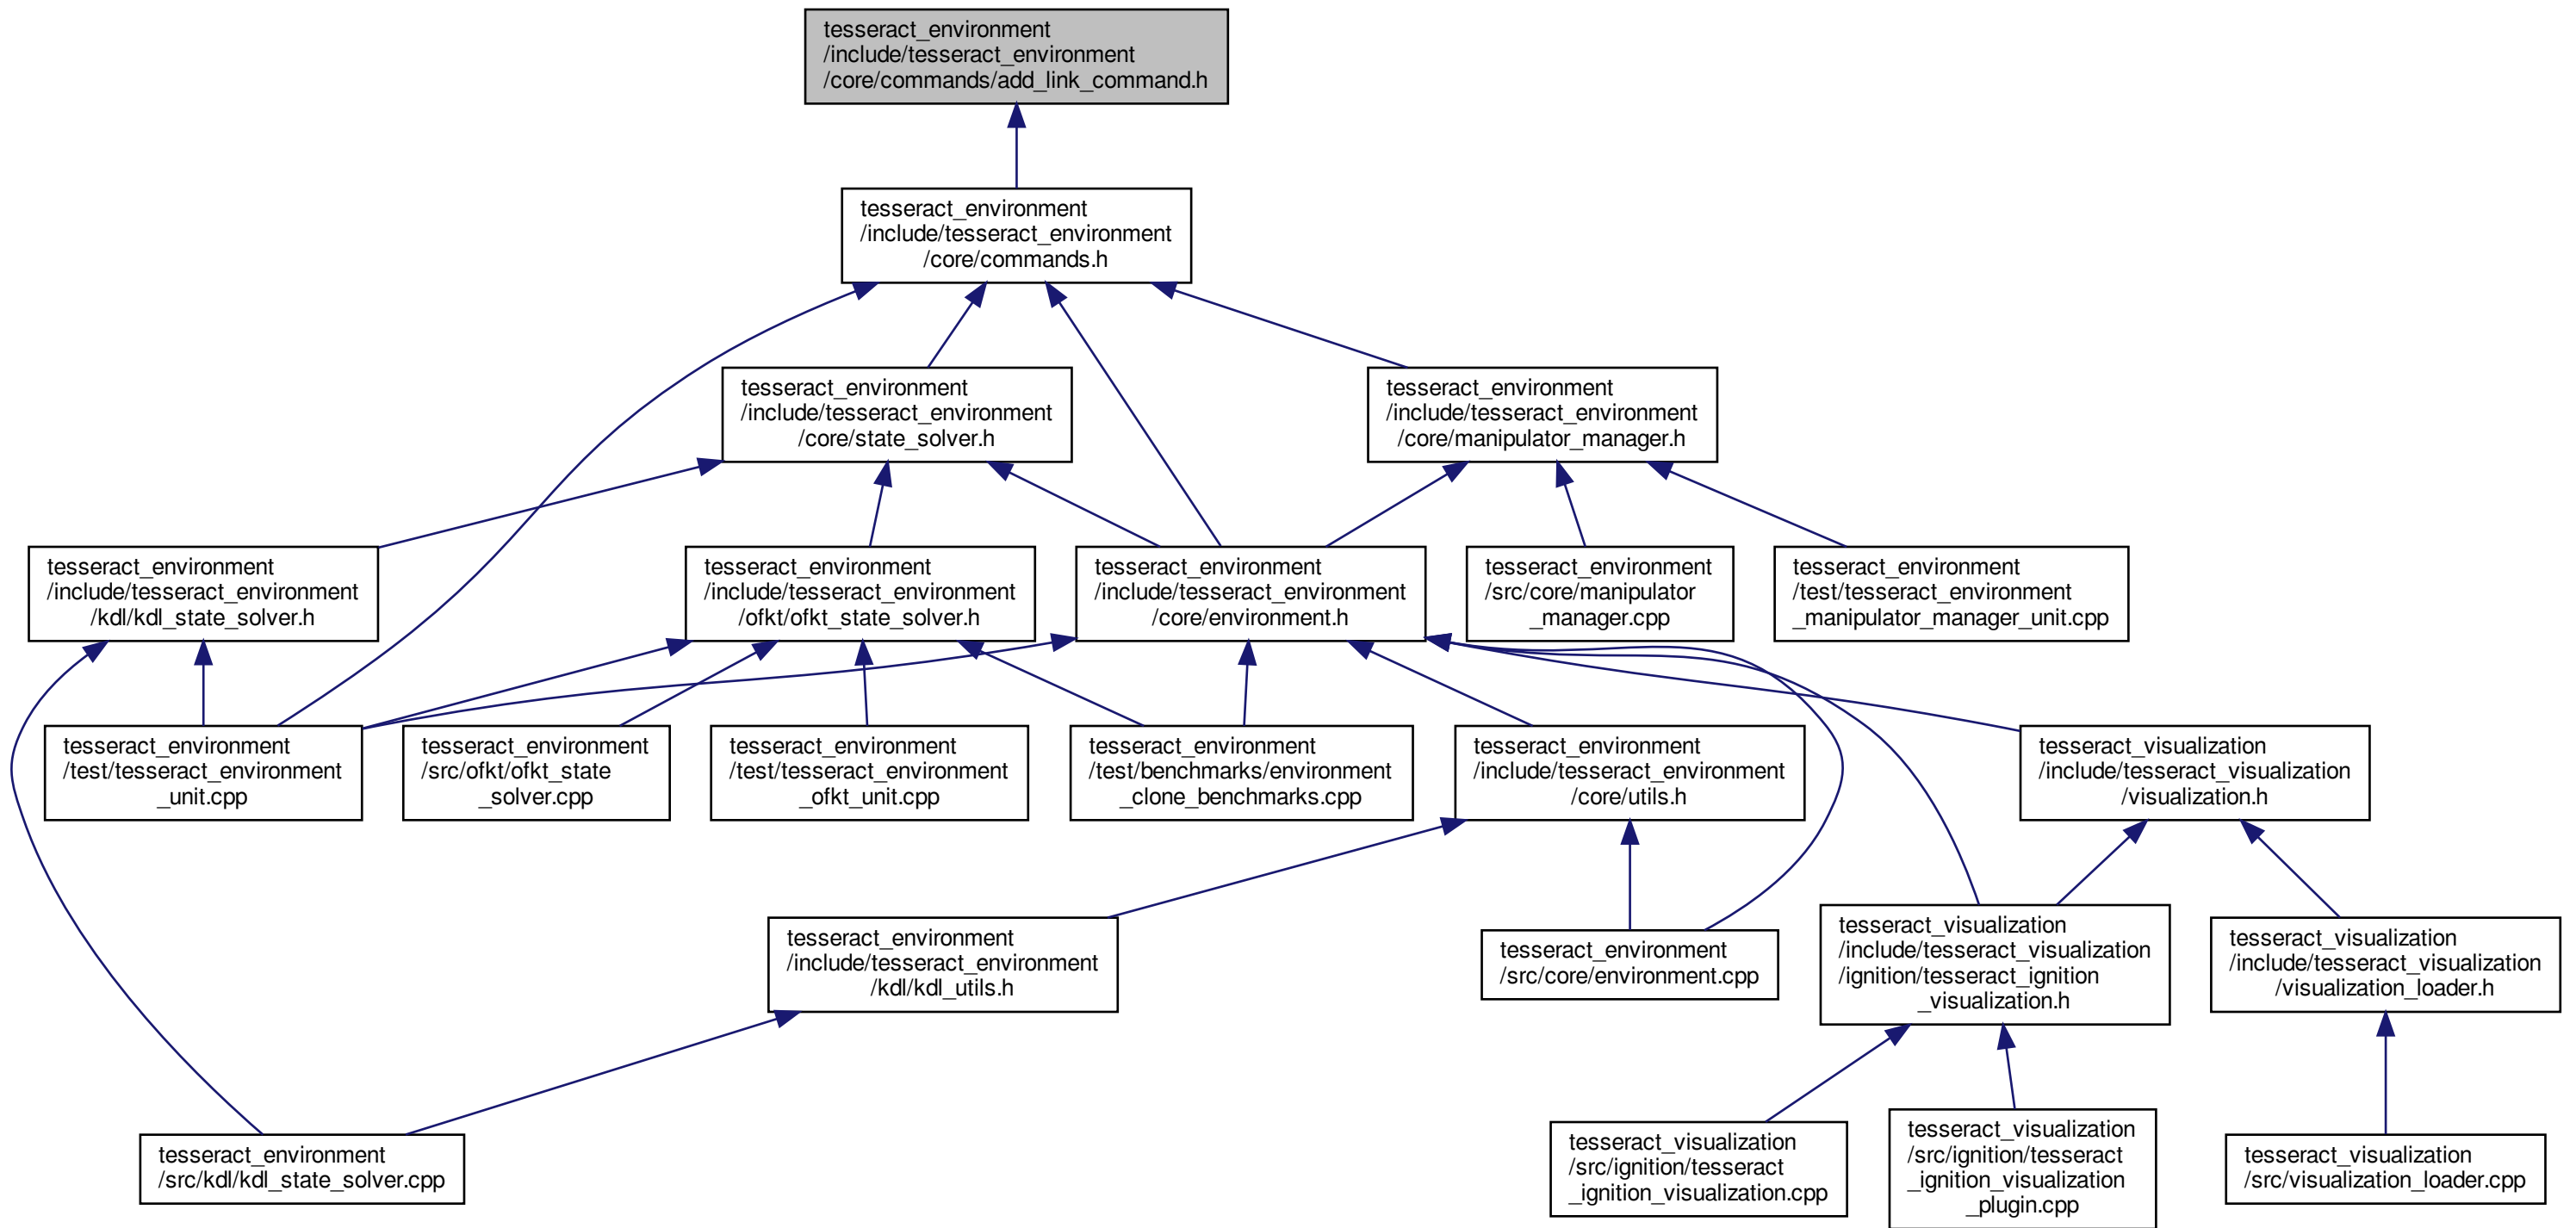 tesseract_environment
/include/tesseract_environment
/core/commands/add_link_command.h
tesseract_environment
/include/tesseract_environment
/core/commands.h
tesseract_environment
/include/tesseract_environment
/core/state_solver.h
tesseract_environment
/include/tesseract_environment
/core/manipulator_manager.h
tesseract_environment
/include/tesseract_environment
/kdl/kdl_state_solver.h
tesseract_environment
/include/tesseract_environment
/ofkt/ofkt_state_solver.h
tesseract_environment
/include/tesseract_environment
/core/environment.h
tesseract_environment
/src/core/manipulator
_manager.cpp
tesseract_environment
/test/tesseract_environment
_manipulator_manager_unit.cpp
tesseract_environment
/test/tesseract_environment
_unit.cpp
tesseract_environment
/src/ofkt/ofkt_state
_solver.cpp
tesseract_environment
/test/tesseract_environment
_ofkt_unit.cpp
tesseract_environment
/test/benchmarks/environment
_clone_benchmarks.cpp
tesseract_environment
/include/tesseract_environment
/core/utils.h
tesseract_visualization
/include/tesseract_visualization
/visualization.h
tesseract_environment
/include/tesseract_environment
/kdl/kdl_utils.h
tesseract_environment
/src/core/environment.cpp
tesseract_visualization
/include/tesseract_visualization
/ignition/tesseract_ignition
_visualization.h
tesseract_visualization
/include/tesseract_visualization
/visualization_loader.h
tesseract_environment
/src/kdl/kdl_state_solver.cpp
tesseract_visualization
/src/ignition/tesseract
_ignition_visualization.cpp
tesseract_visualization
/src/ignition/tesseract
_ignition_visualization
_plugin.cpp
tesseract_visualization
/src/visualization_loader.cpp